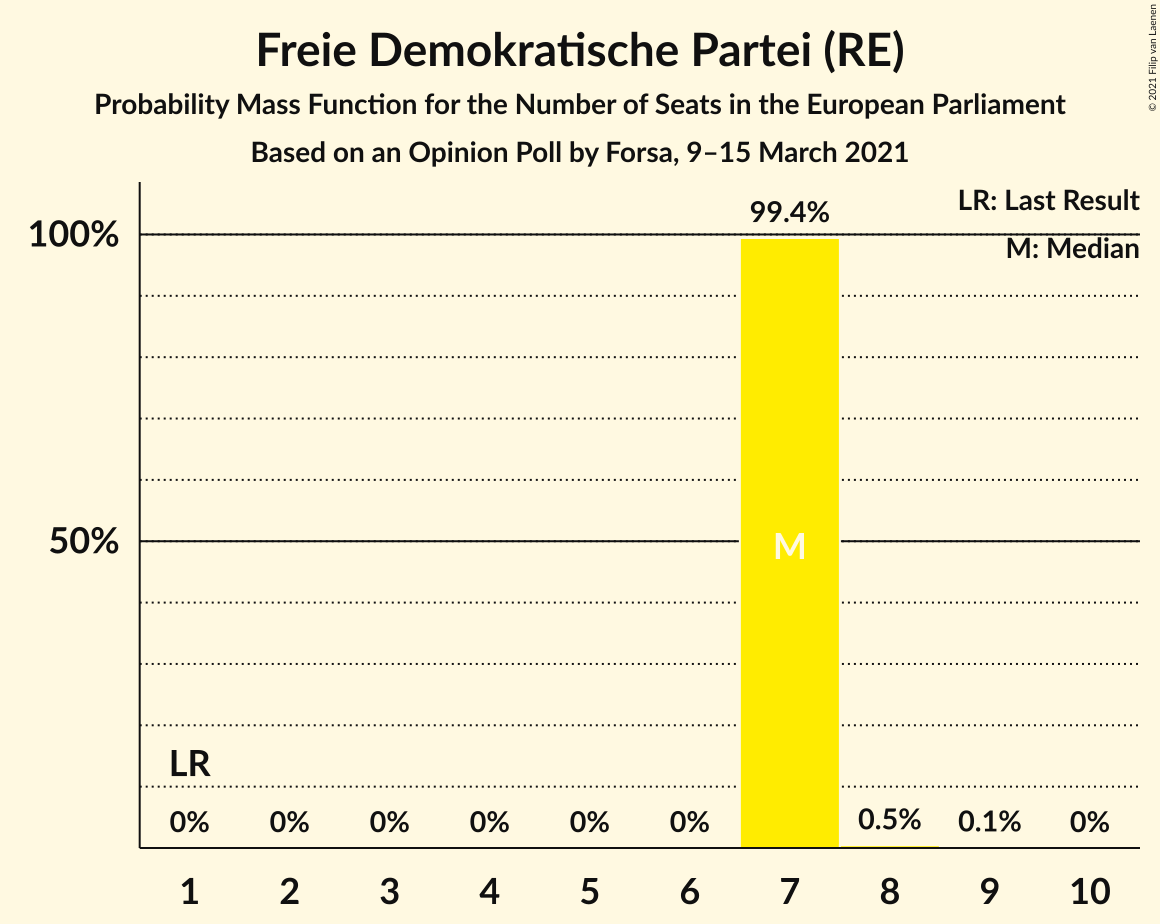 Freie Demokratische Partei (RE)
Probability Mass Function for the Number of Seats in the European Parliament
Based on an Opinion Poll by Forsa, 9–15 March 2021
© 2021 Filip van Laenen
LR: Last Result
M: Median
99.4%
100%
50%
M
LR
0% 0% 0% 0% 0% 0% 0.5% 0.1% 0%
1 2 3 4 5 6 7 8 9 10